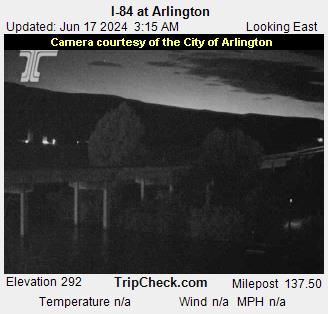 I-84 at Arlington
Updated: Jun 17 2024 3:15 AM Looking East
Camera courtesy of the City of Arlington
Elevation 292 TripCheck.com Milepost 137.50
Temperature n/a Wind n/a MPH n/a